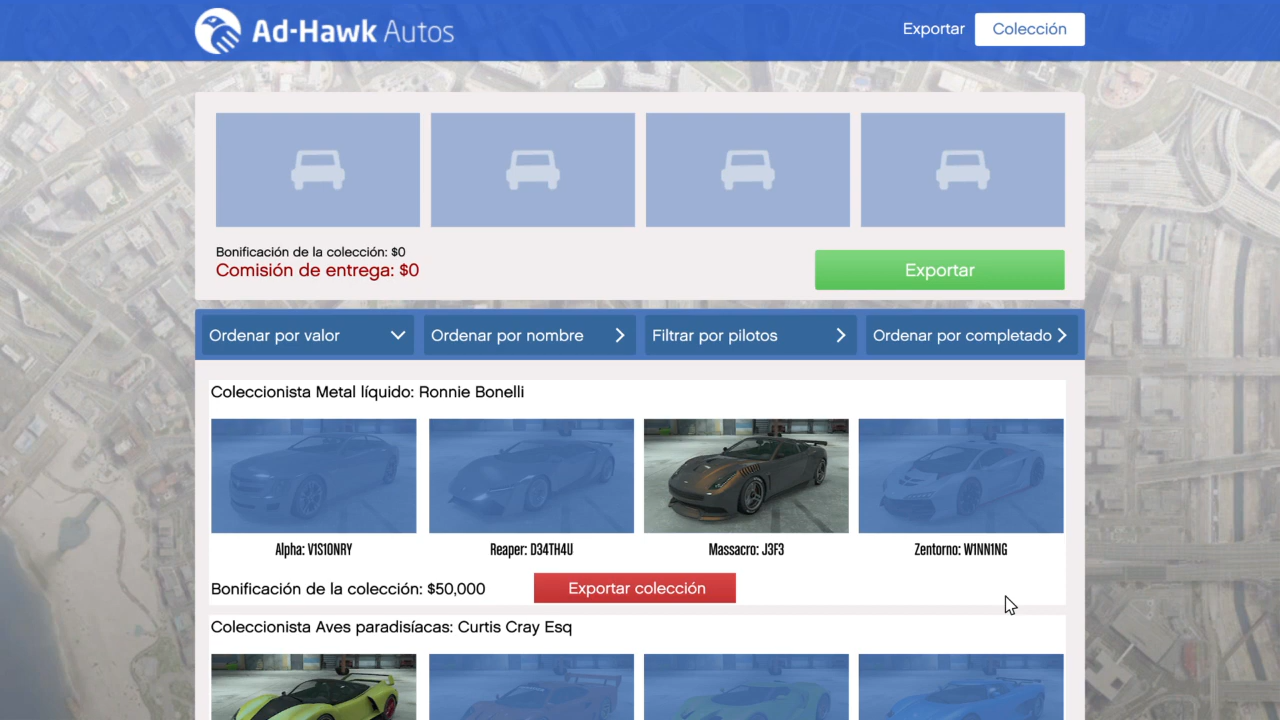 Ad-Hawk Autos
Exportar
Colección
Bonificación de la colección: $0
Comisión de entrega: $0
Exportar
Ordenar por valor
Ordenar por nombre
Filtrar por pilotos
Ordenar por completado
Coleccionista Metal líquido: Ronnie Bonelli
Alpha: V1S10NRY
Reaper: D34TH4U
Massacro: J3F3
Zentorno: W1NN1NG
Bonificación de la colección: $50,000
Exportar colección
Coleccionista Aves paradisíacas: Curtis Cray Esq